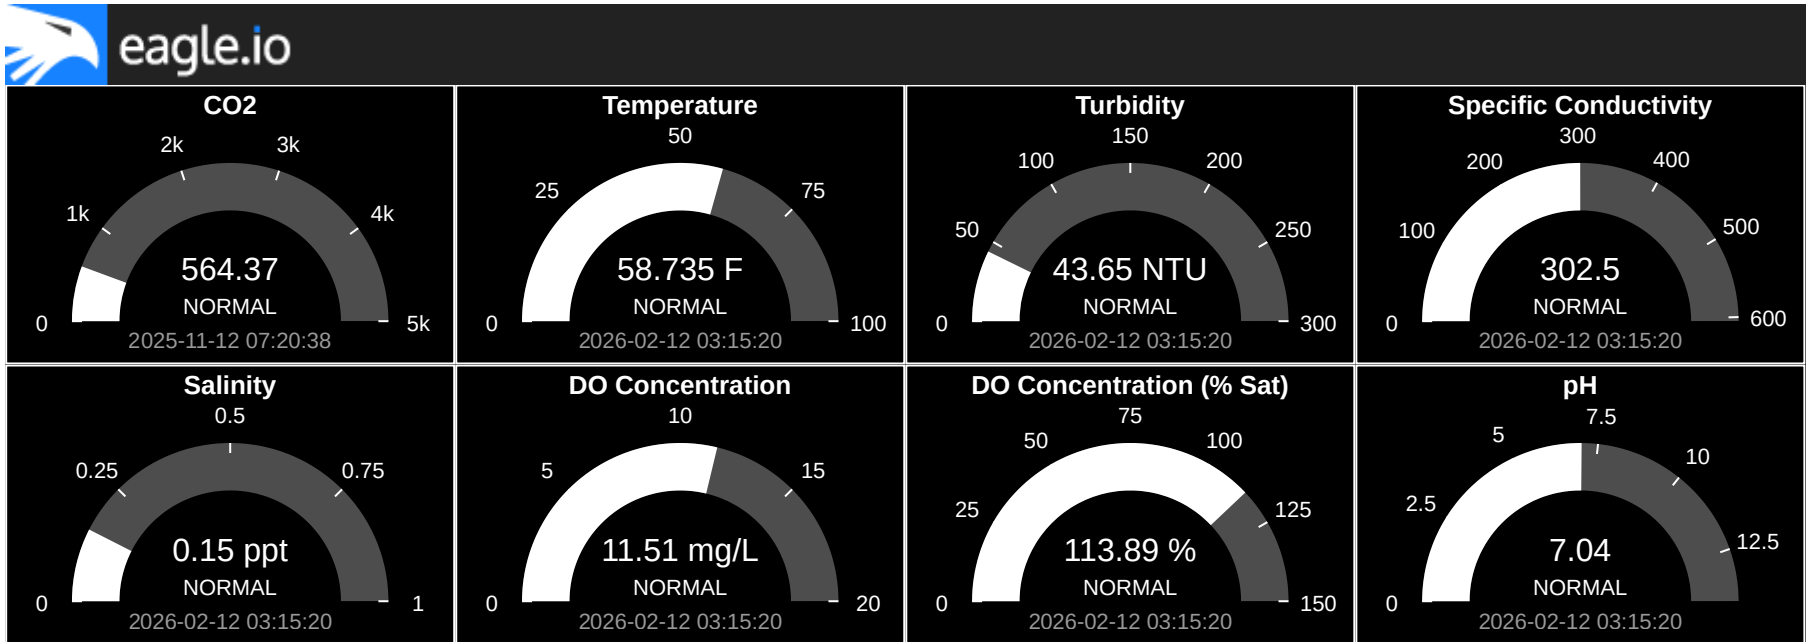 eagle.io
CO2
0
1k
2k
3k
4k
5k
564.37
NORMAL
2025-11-12 07:20:38
Temperature
0
25
50
75
100
58.735 F
NORMAL
2026-02-12 03:15:20
Turbidity
0
50
100
150
200
250
300
43.65 NTU
NORMAL
2026-02-12 03:15:20
Specific Conductivity
0
100
200
300
400
500
600
302.5
NORMAL
2026-02-12 03:15:20
Salinity
0
0.25
0.5
0.75
1
0.15 ppt
NORMAL
2026-02-12 03:15:20
DO Concentration
0
5
10
15
20
11.51 mg/L
NORMAL
2026-02-12 03:15:20
DO Concentration (% Sat)
0
25
50
75
100
125
150
113.89 %
NORMAL
2026-02-12 03:15:20
pH
0
2.5
5
7.5
10
12.5
7.04
NORMAL
2026-02-12 03:15:20